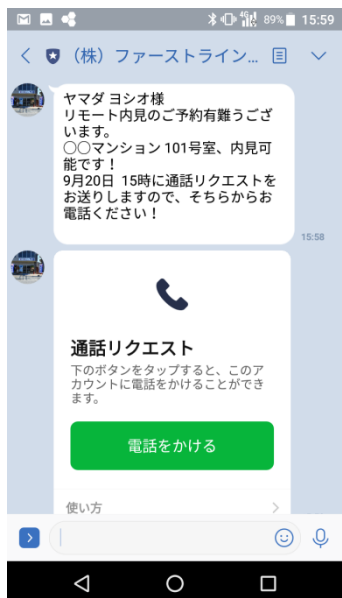 89% 15:59
(株)ファーストライン...
ヤマダ ヨシオ様
リモート内見のご予約有難うござ
います。
〇〇マンション 101号室、内見可
能です！
9月20日 15時に通話リクエストを
お送りしますので、そちらからお
電話ください！
15:58
通話リクエスト
下のボタンをタップすると、このア
カウントに電話をかけることができ
ます。
電話をかける
使い方